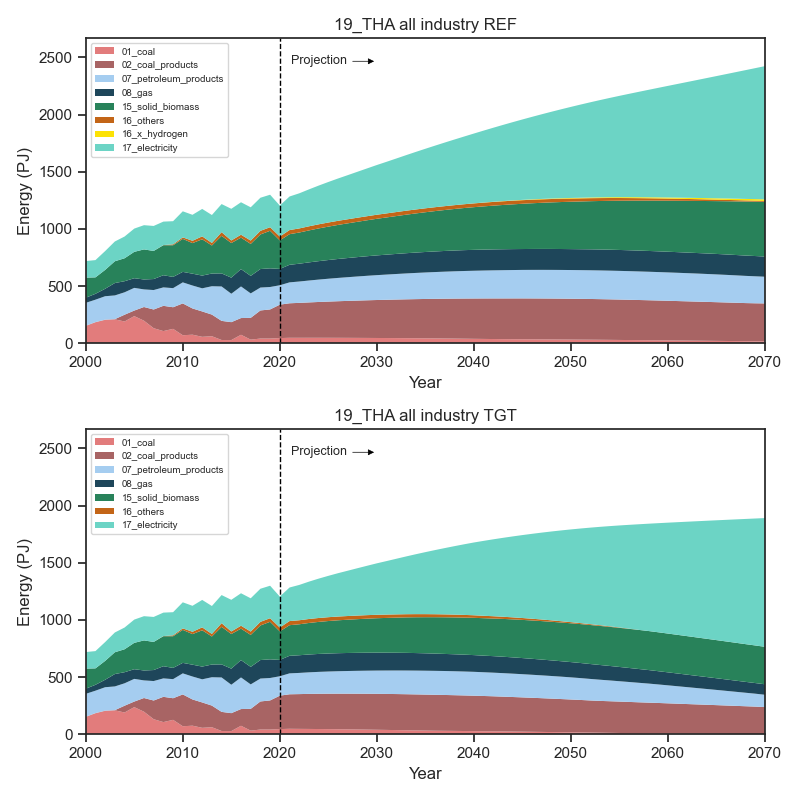 19_THA all industry REF
2500
2000
1500
1000
500
0
Energy (PJ)
01_coal
02_coal_products
07_petroleum_products
08_gas
15_solid_biomass
16_others
16_x_hydrogen
17_electricity
Projection
2000 2010 2020 2030 2040 2050 2060 2070
Year
19_THA all industry TGT
2500
2000
1500
1000
500
0
Energy (PJ)
01_coal
02_coal_products
07_petroleum_products
08_gas
15_solid_biomass
16_others
17_electricity
Projection
2000 2010 2020 2030 2040 2050 2060 2070
Year